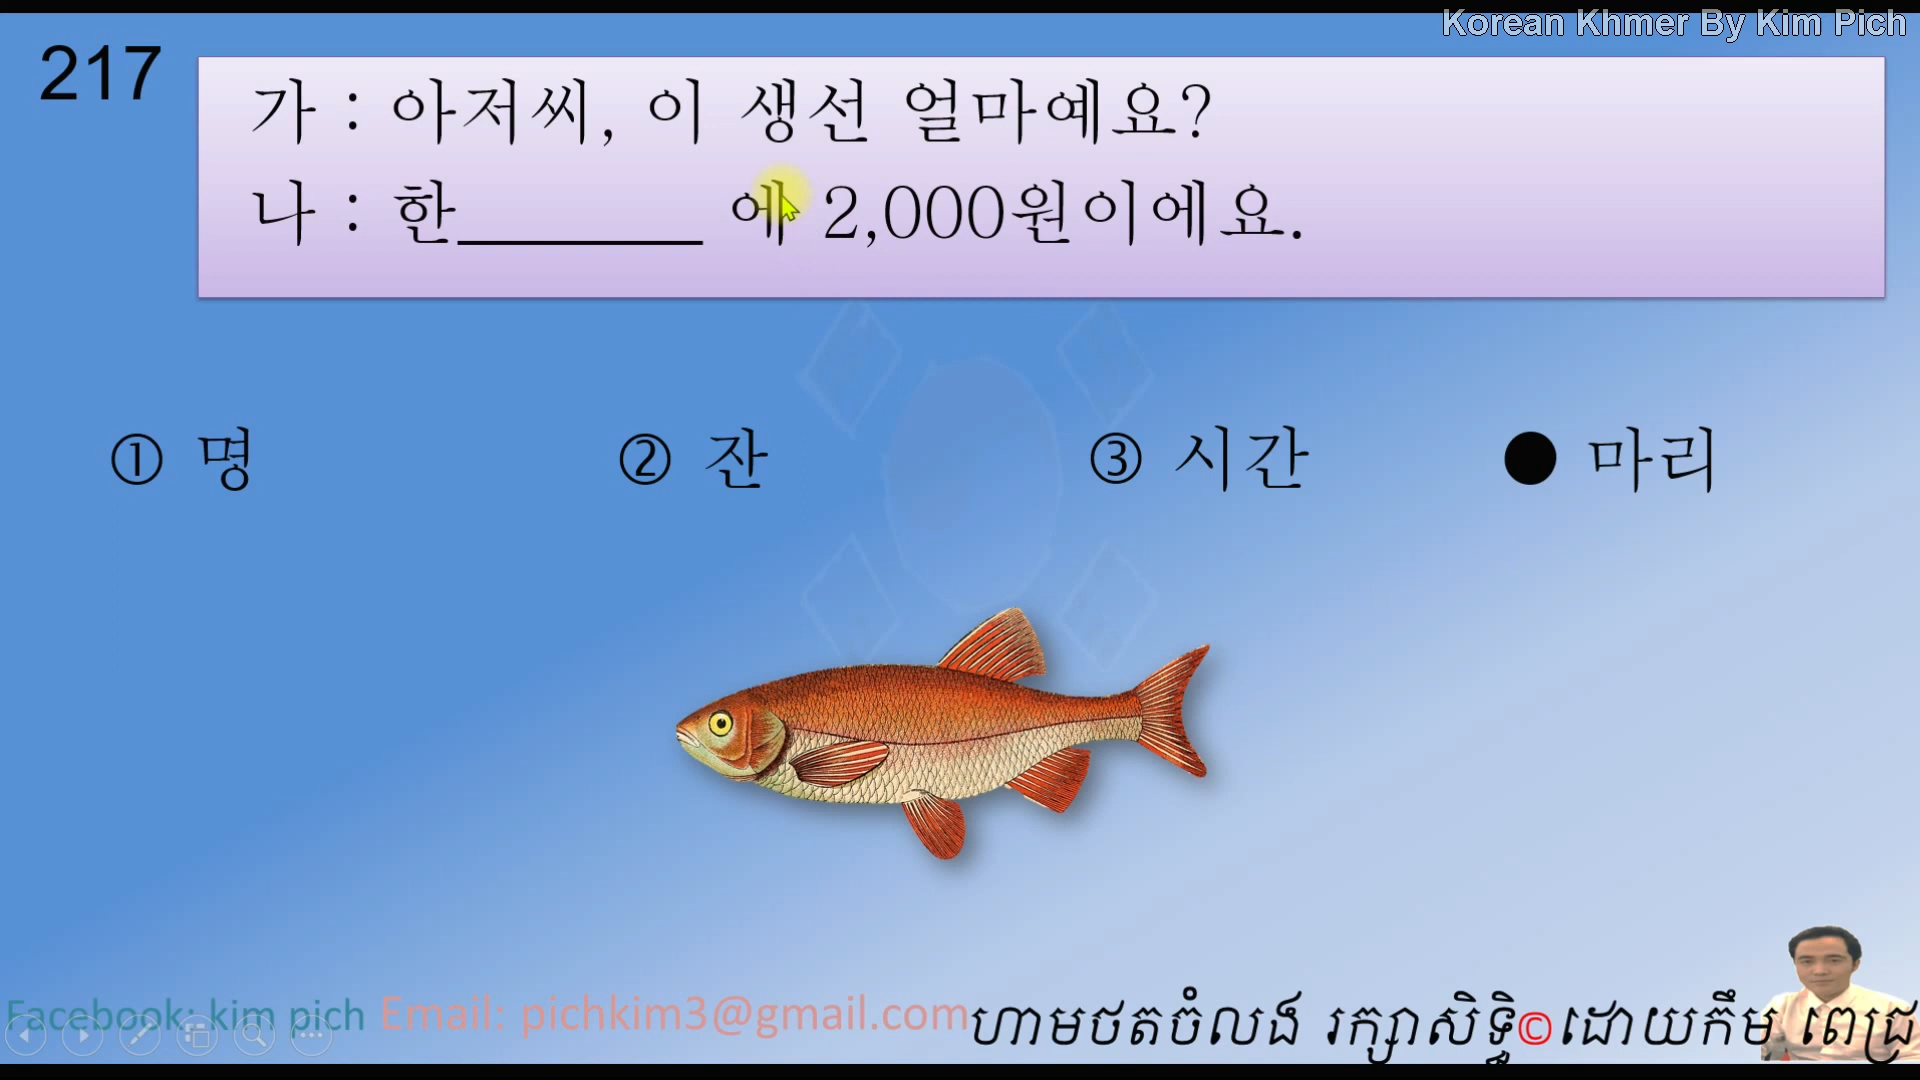 Korean Khmer By Kim Pich
217
가 : 아저씨, 이 생선 얼마예요?
나 : 한_______ 에 2,000원이에요.
① 명
② 잔
③ 시간
● 마리
Facebook: kim pich Email: pichkim3@gmail.com ហាមថតចំលង រក្សាសិទ្ធិ©ដោយកឹម ពេជ្រ